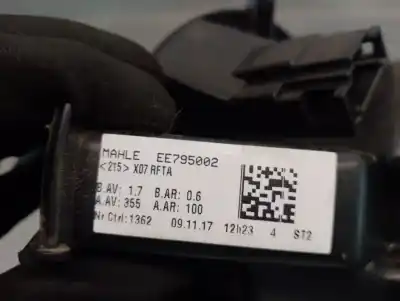 MAHLE EE795002
<215> X07 RFTA
B.AV: 1.7 B.AR: 0.6
A.AV: 355 A.AR: 100
Nr Ctrl:1362 09.11.17 12h23 4 ST2